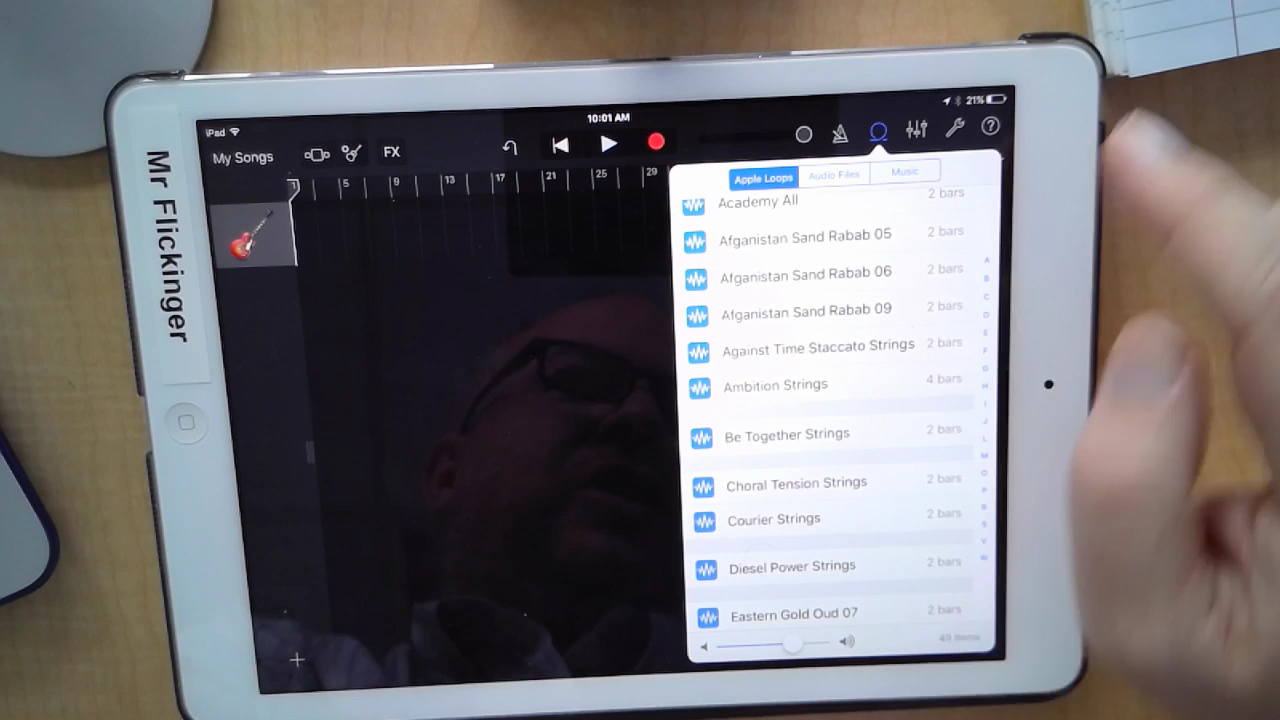 Mr Flickinger
iPad
10:01 AM
21%
My Songs
FX
1 5 9 13 17 21 25 29
Apple Loops Audio Files Music
Academy All 2 bars
Afganistan Sand Rabab 05 2 bars
Afganistan Sand Rabab 06 2 bars
Afganistan Sand Rabab 09 2 bars
Against Time Staccato Strings 2 bars
Ambition Strings 4 bars
Be Together Strings 2 bars
Choral Tension Strings 2 bars
Courier Strings 2 bars
Diesel Power Strings 2 bars
Eastern Gold Oud 07 2 bars
49 items